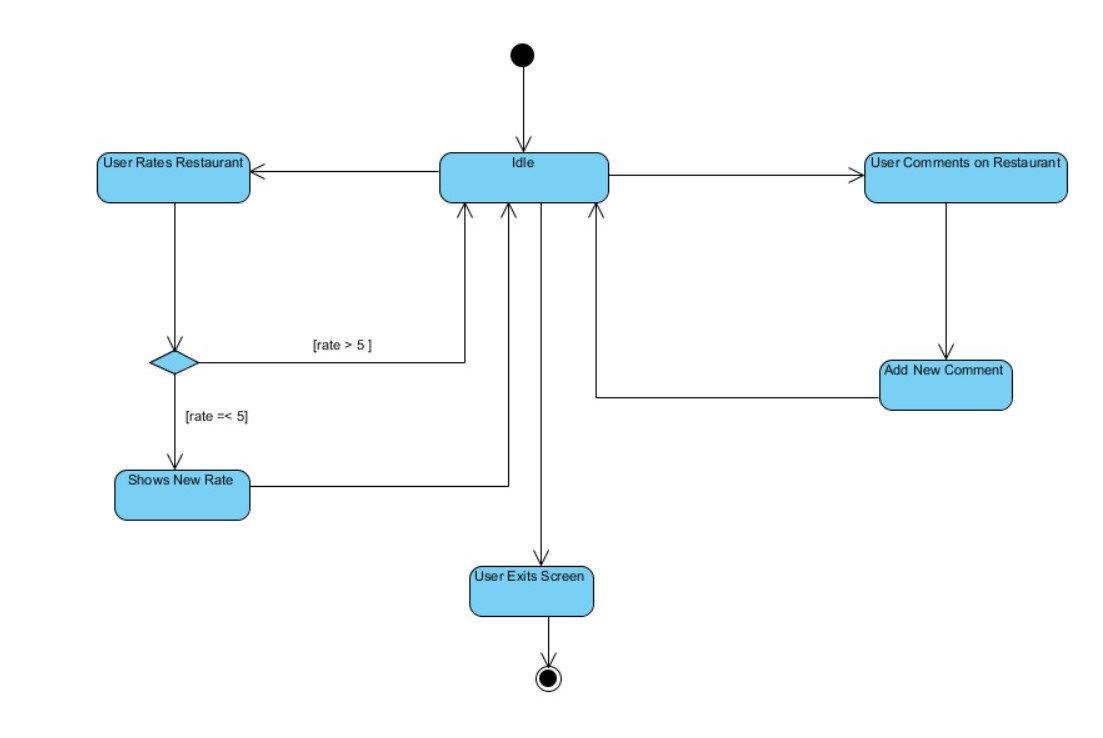 User Rates Restaurant
Idle
User Comments on Restaurant
[rate > 5 ]
Add New Comment
[rate =< 5]
Shows New Rate
User Exits Screen